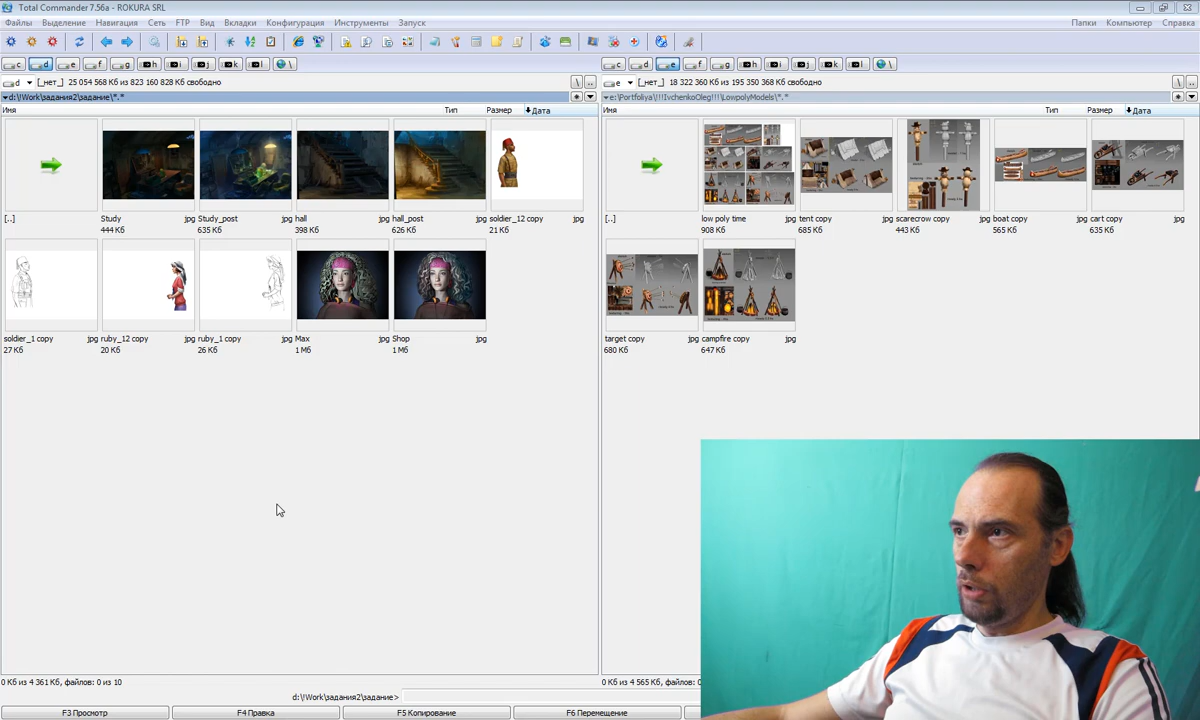 Total Commander 7.56a - ROKURA SRL
Файлы Выделение Навигация Сеть FTP Вид Вкладки Конфигурация Инструменты Запуск Папки Компьютер Справка
c d e f g h i j k l \ c d e f g h i j k l \
d [_нет_] 25 054 568 Кб из 823 160 828 Кб свободно \ .. e [_нет_] 18 322 360 Кб из 195 350 368 Кб свободно \ ..
d:\!Work\задания2\задание\*.* e:\Portfoliya\!!!IvchenkoOleg!!!\LowpolyModels\*.*
Имя Тип Размер Дата Имя Тип Размер Дата
[..] Study jpg Study_post jpg hall jpg hall_post jpg soldier_12 copy jpg [..] low poly time jpg tent copy jpg scarecrow copy jpg boat copy jpg cart copy jpg
444 Кб 635 Кб 398 Кб 626 Кб 21 Кб 908 Кб 685 Кб 443 Кб 565 Кб 635 Кб
soldier_1 copy jpg ruby_12 copy jpg ruby_1 copy jpg Max jpg Shop jpg target copy jpg campfire copy jpg
27 Кб 20 Кб 26 Кб 1 Мб 1 Мб 680 Кб 647 Кб
0 Кб из 4 361 Кб, файлов: 0 из 10 0 Кб из 4 565 Кб, файлов: 0
d:\!Work\задания2\задание>
F3 Просмотр F4 Правка F5 Копирование F6 Перемещение